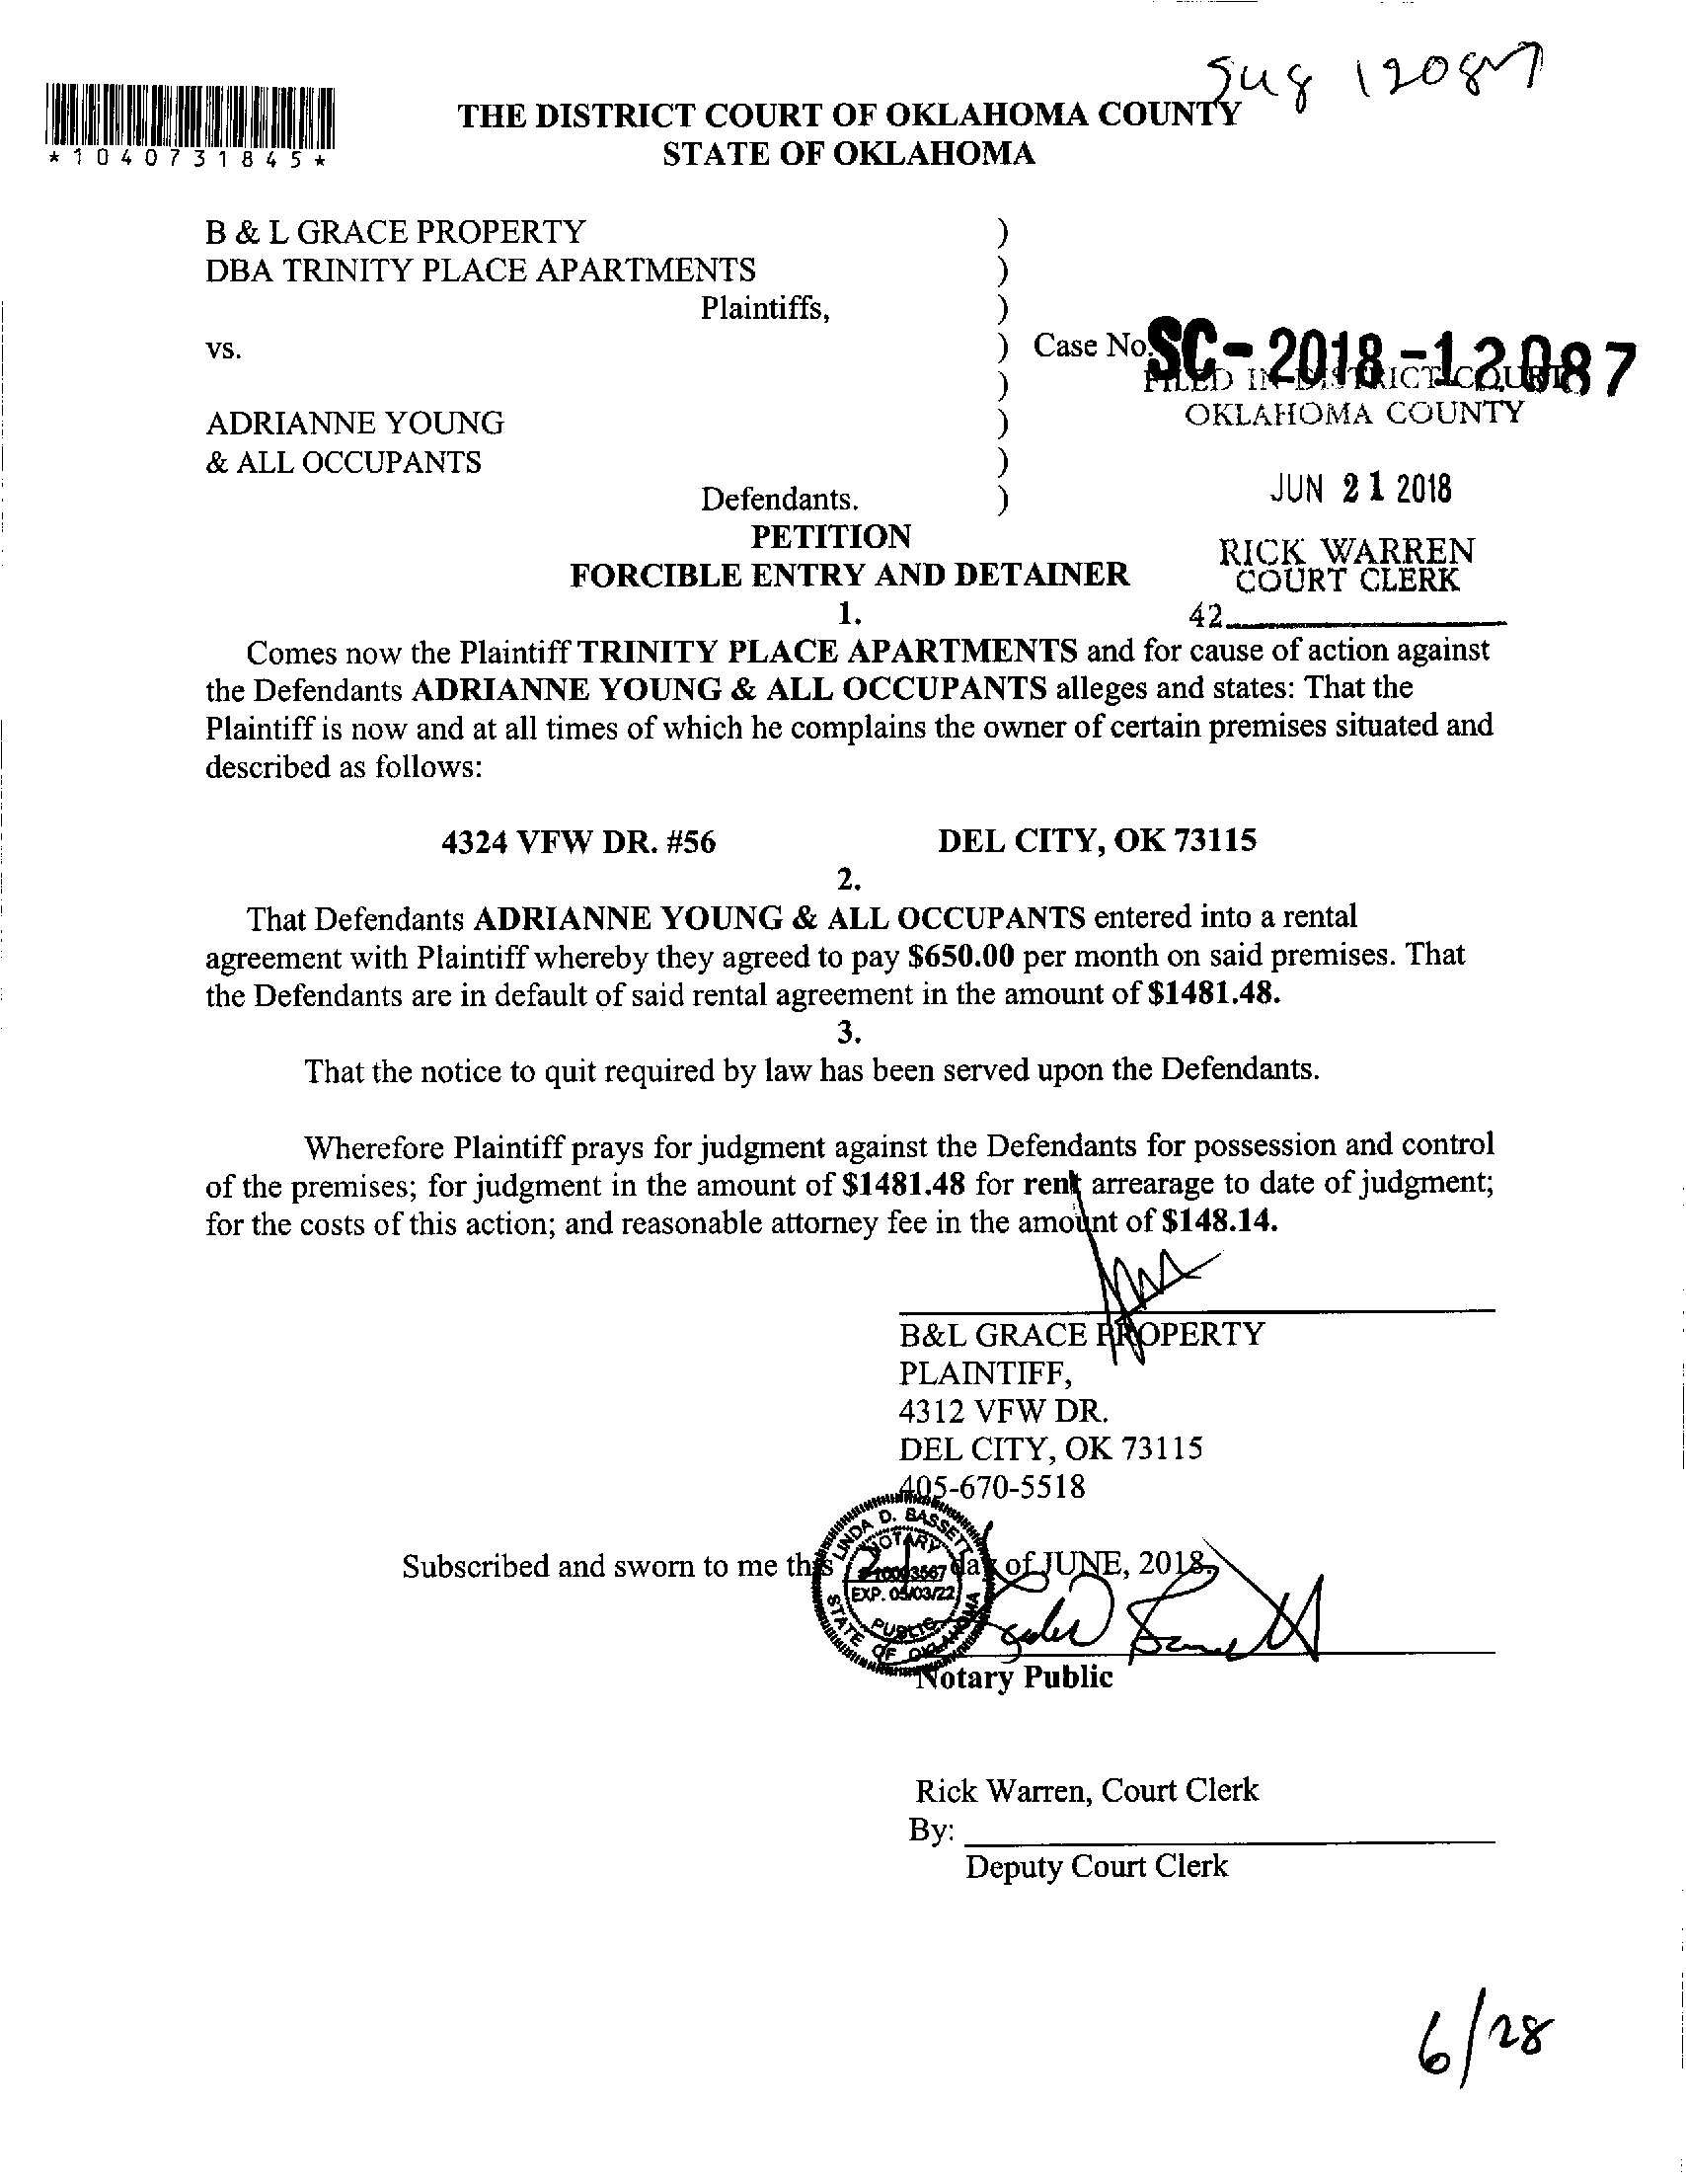 *1040731845*
THE DISTRICT COURT OF OKLAHOMA COUNTY
STATE OF OKLAHOMA
B & L GRACE PROPERTY )
DBA TRINITY PLACE APARTMENTS )
Plaintiffs, )
vs. ) Case No. SC-2018-12087
) FILED IN DISTRICT COURT
ADRIANNE YOUNG ) OKLAHOMA COUNTY
& ALL OCCUPANTS )
Defendants. ) JUN 21 2018
PETITION
FORCIBLE ENTRY AND DETAINER
RICK WARREN
COURT CLERK
1.
42
Comes now the Plaintiff TRINITY PLACE APARTMENTS and for cause of action against
the Defendants ADRIANNE YOUNG & ALL OCCUPANTS alleges and states: That the
Plaintiff is now and at all times of which he complains the owner of certain premises situated and
described as follows:
4324 VFW DR. #56 DEL CITY, OK 73115
2.
That Defendants ADRIANNE YOUNG & ALL OCCUPANTS entered into a rental
agreement with Plaintiff whereby they agreed to pay $650.00 per month on said premises. That
the Defendants are in default of said rental agreement in the amount of $1481.48.
3.
That the notice to quit required by law has been served upon the Defendants.
Wherefore Plaintiff prays for judgment against the Defendants for possession and control
of the premises; for judgment in the amount of $1481.48 for rent arrearage to date of judgment;
for the costs of this action; and reasonable attorney fee in the amount of $148.14.
B&L GRACE PROPERTY
PLAINTIFF,
4312 VFW DR.
DEL CITY, OK 73115
405-670-5518
Subscribed and sworn to me this 21 day of JUNE, 2018.
LINDA D. BASSETT
NOTARY
EXP. 05/03/22
PUBLIC
STATE OF OKLAHOMA
Notary Public
Rick Warren, Court Clerk
By:
Deputy Court Clerk
6/28